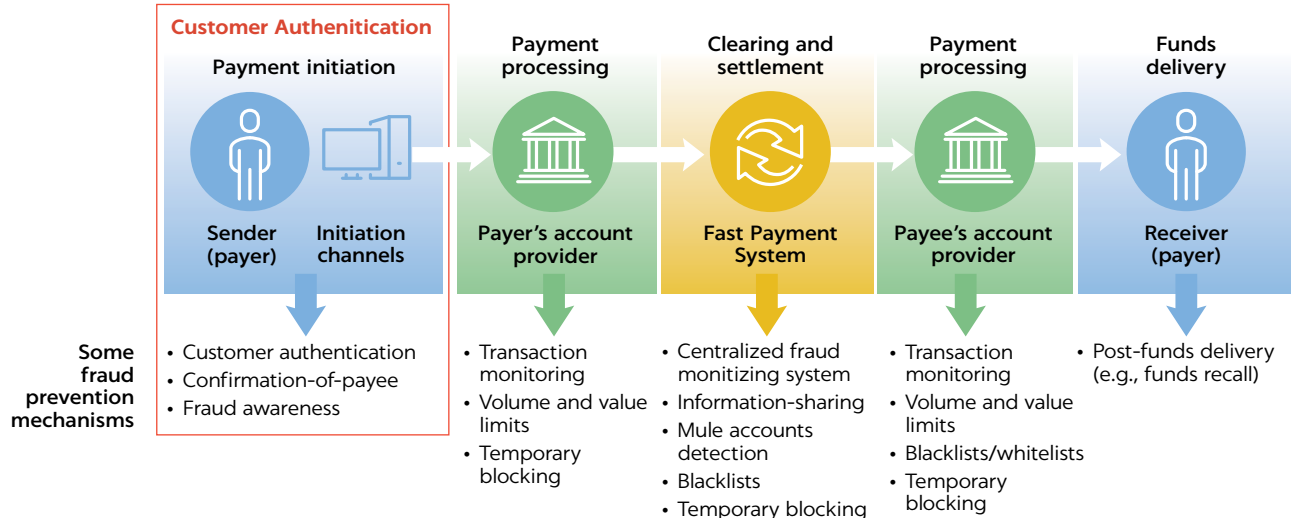 Customer Authenitication
Payment initiation
Sender
(payer)
Initiation
channels
Payment
processing
Payer's account
provider
Clearing and
settlement
Fast Payment
System
Payment
processing
Payee's account
provider
Funds
delivery
Receiver
(payer)
Some
fraud
prevention
mechanisms
• Customer authentication
• Confirmation-of-payee
• Fraud awareness
• Transaction
monitoring
• Volume and value
limits
• Temporary
blocking
• Centralized fraud
monitizing system
• Information-sharing
• Mule accounts
detection
• Blacklists
• Temporary blocking
• Transaction
monitoring
• Volume and value
limits
• Blacklists/whitelists
• Temporary
blocking
• Post-funds delivery
(e.g., funds recall)